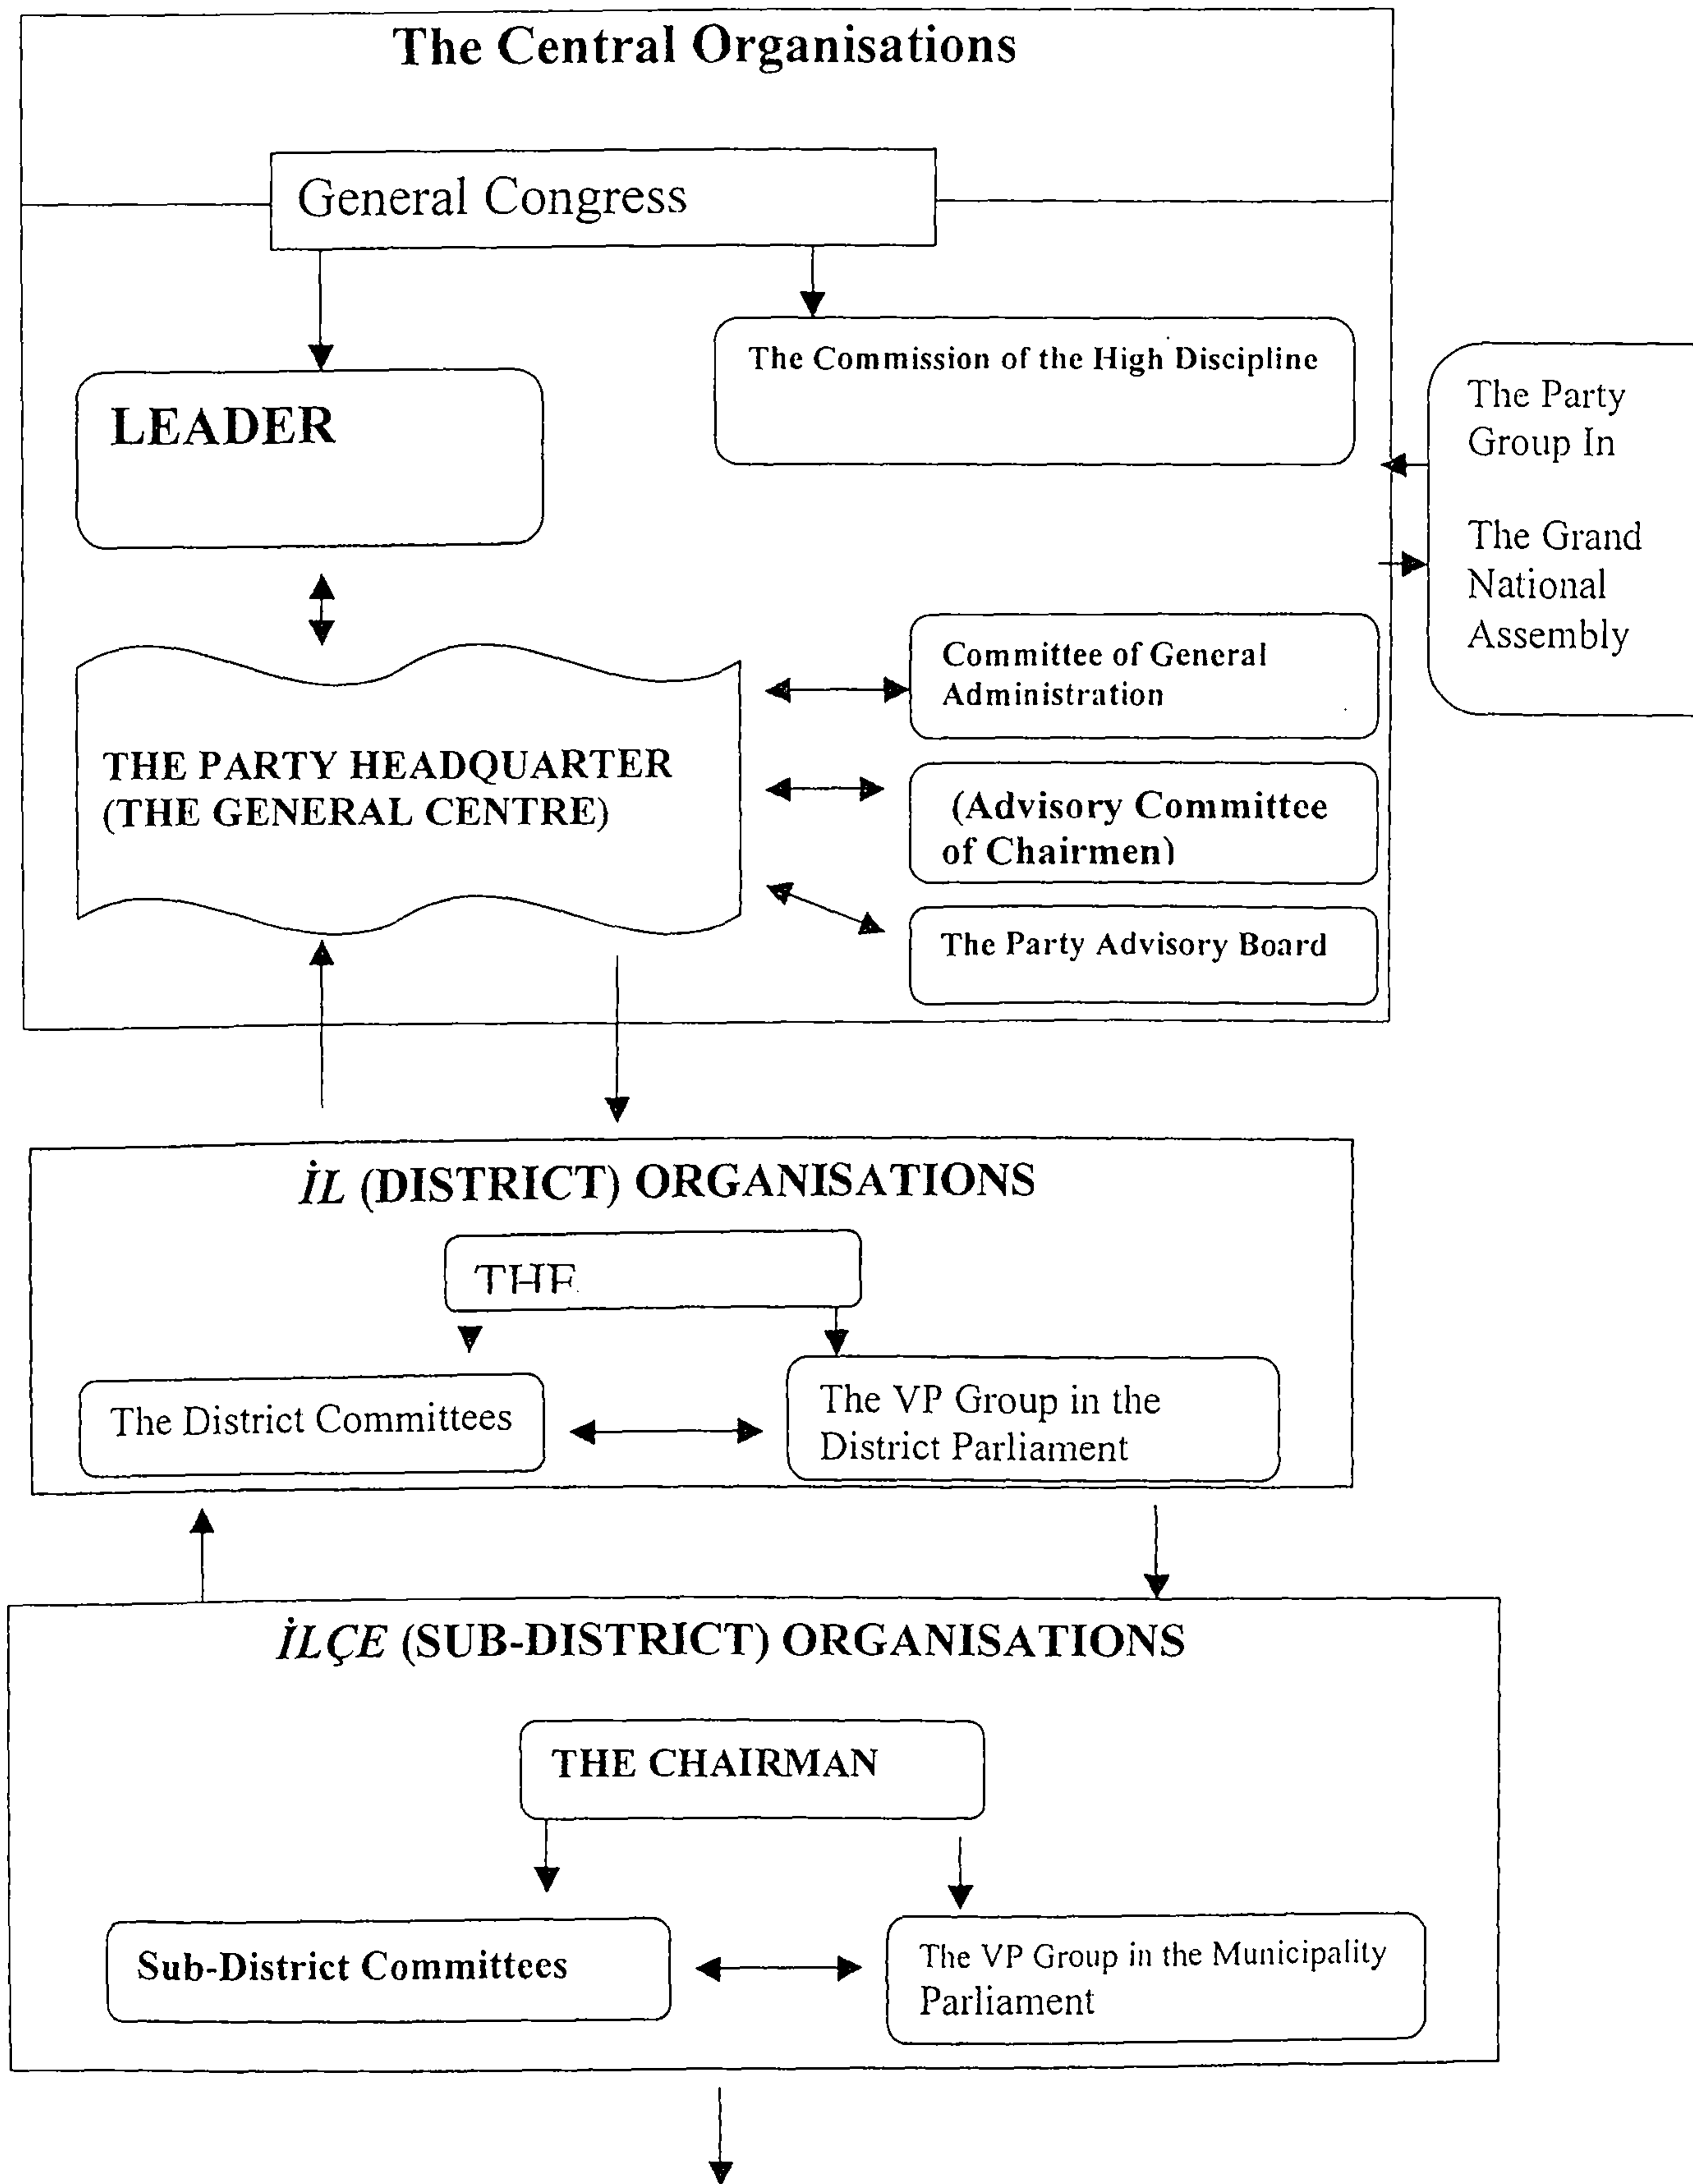 The Central Organisations
General Congress
The Commission of the High Discipline
LEADER
The Party
Group In
The Grand
National
Assembly
Committee of General
Administration
THE PARTY HEADQUARTER
(THE GENERAL CENTRE)
(Advisory Committee
of Chairmen)
The Party Advisory Board
İL (DISTRICT) ORGANISATIONS
THE
The District Committees
The VP Group in the
District Parliament
İLÇE (SUB-DISTRICT) ORGANISATIONS
THE CHAIRMAN
Sub-District Committees
The VP Group in the Municipality
Parliament